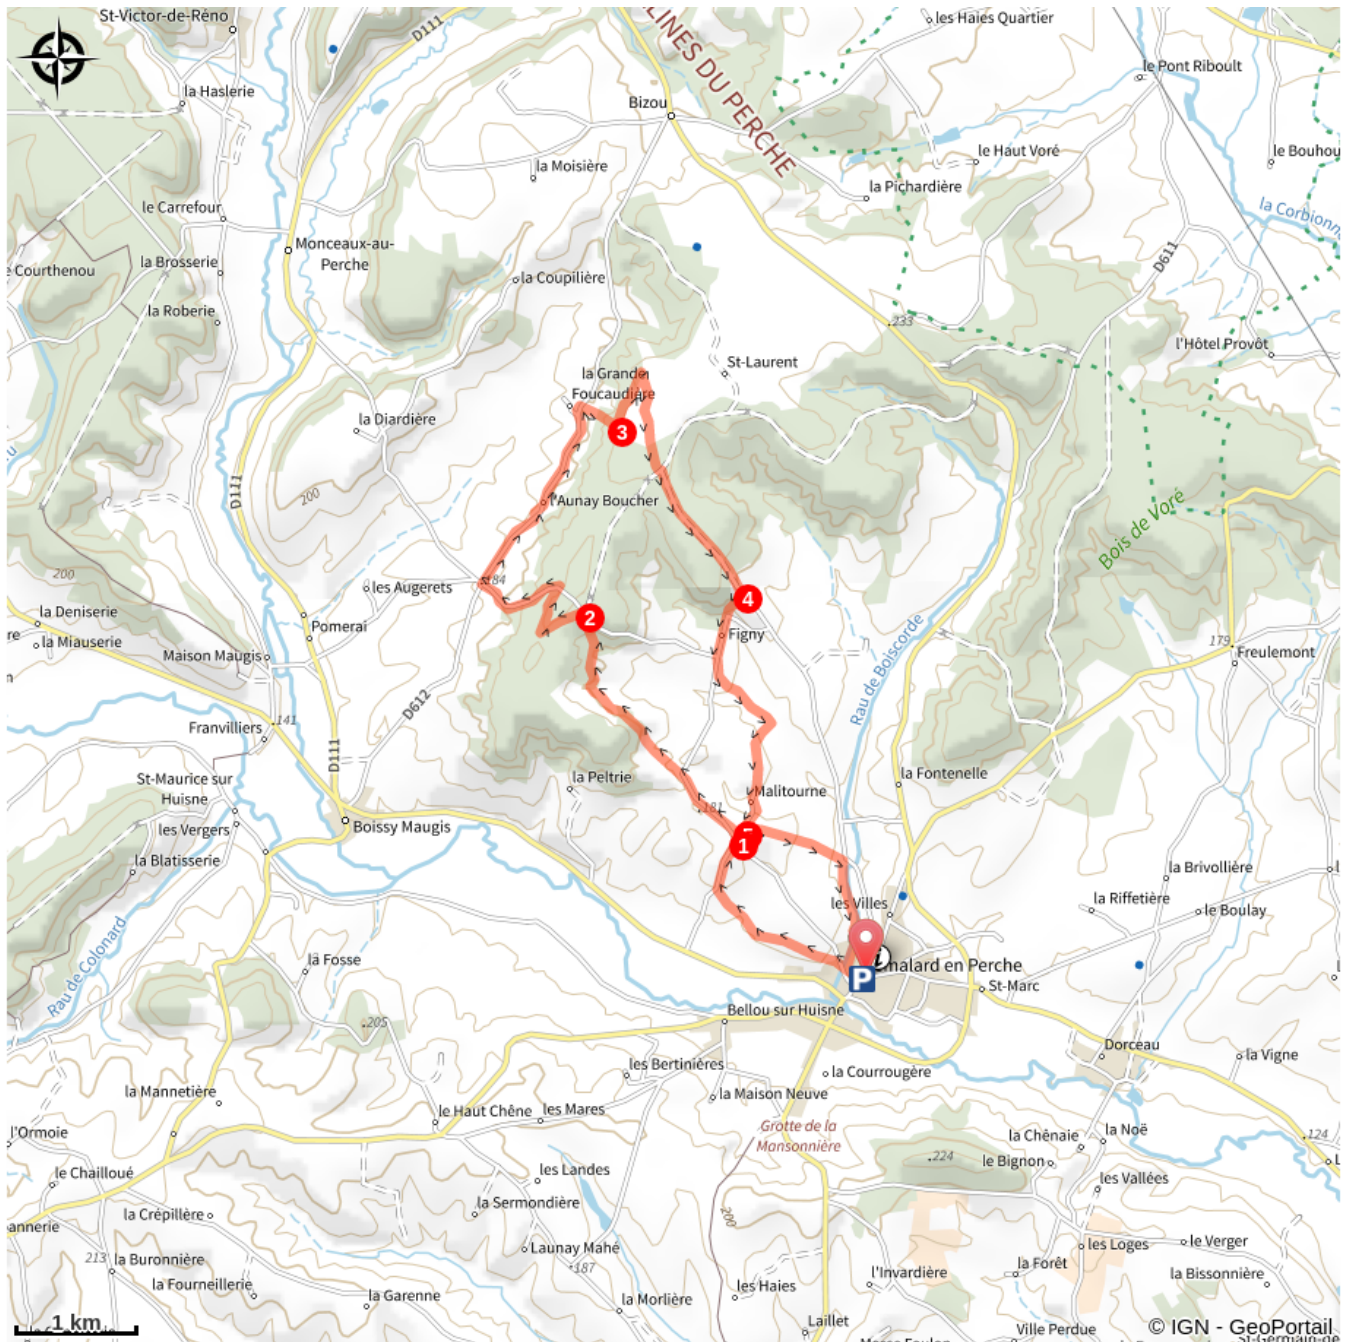 St-Victor-de-Réno
D111
LINES DU PERCHE
les Haies Quartier
le Pont Riboult
la Haslerie
Bizou
le Bouhou
le Haut Voré
la Moisière
la Pichardière
le Carrefour
la Corbionn
Monceaux-au-
Perche
D611
la Brosserie
Courthenou
la Coupilière
la Roberie
233
l'Hôtel Provôt
St-Laurent
la Grande
Foucaudière
la Diardière
3
D111
200
l'Aunay Boucher
Bois de Voré
200
184
les Augerets
4
la Deniserie
2
Pomerai
Figny
Rau de Boiscorde
179
la Miauserie
Maison Maugis
Freulemont
D612
141
Franvilliers
D111
St-Maurice sur
Huisne
la Peltrie
la Fontenelle
Malitourne
181
les Vergers
Boissy Maugis
1
la Blatisserie
la Brivollière
la Riffetière
les Villes
le Boulay
Rau de Colonard
la Fosse
i
malard en Perche
P
St-Marc
Bellou sur Huisne
205
Dorceau
la Vigne
les Bertinières
la Courrougère
la Mannetière
la Maison Neuve
le Haut Chêne
les Mares
Grotte de la
Mansonnière
l'Ormoie
la Noë
la Chênaie
124
224
le Bignon
le Chailloué
les Landes
les Vallées
la Sermondière
la Crépillère
200
annerie
le Verger
les Loges
213
la Buronnière
Launay Mahé
187
la Forêt
la Bissonnière
la Fourneillerie
l'Invardière
les Haies
la Garenne
la Morlière
1 km
Laillet
Ville Perdue
© IGN - GeoPortail